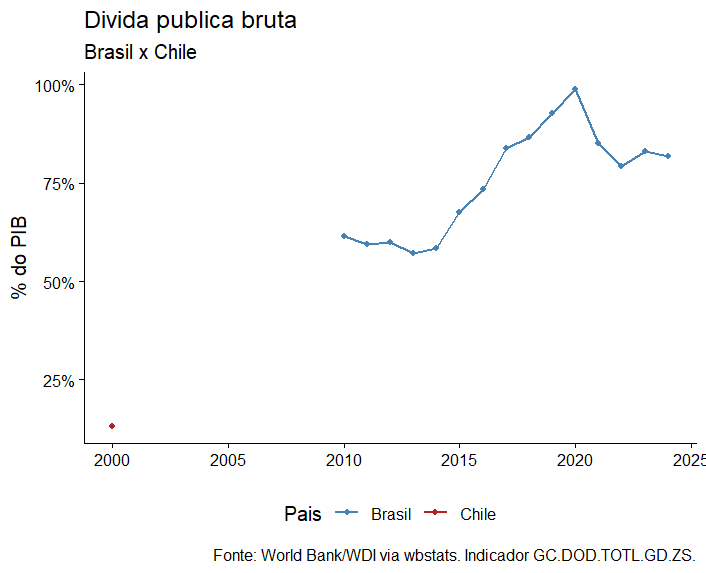 Divida publica bruta
Brasil x Chile
% do PIB
100%
75%
50%
25%
2000 2005 2010 2015 2020 2025
Pais Brasil Chile
Fonte: World Bank/WDI via wbstats. Indicador GC.DOD.TOTL.GD.ZS.